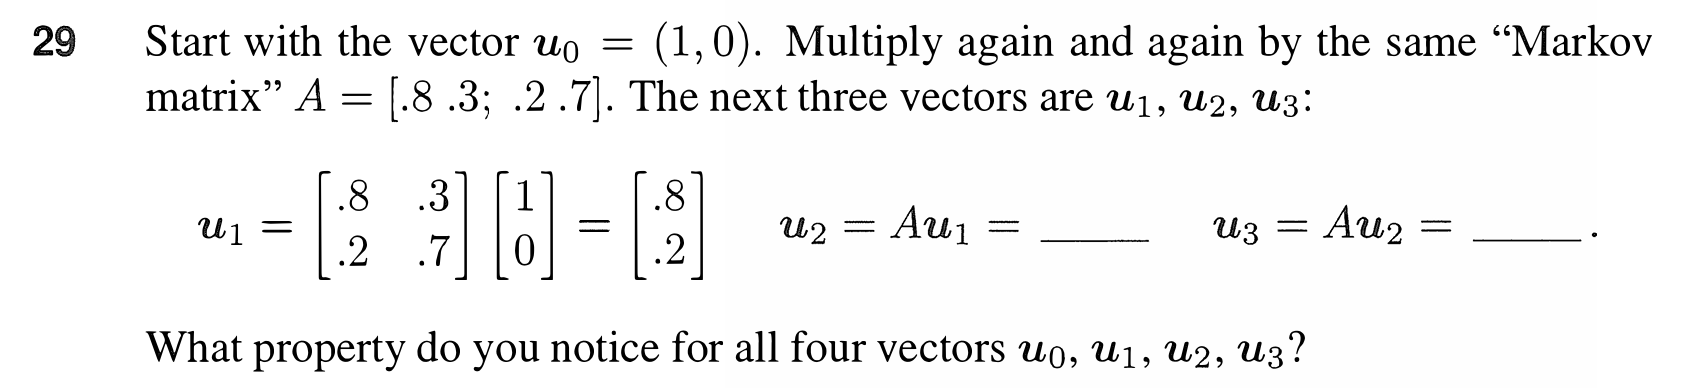 29 Start with the vector u₀ = (1, 0). Multiply again and again by the same “Markov
matrix” A = [.8 .3; .2 .7]. The next three vectors are u₁, u₂, u₃:
u₁ = [.8 .3; .2 .7] [1; 0] = [.8; .2] u₂ = Au₁ = _____ u₃ = Au₂ = _____.
What property do you notice for all four vectors u₀, u₁, u₂, u₃?